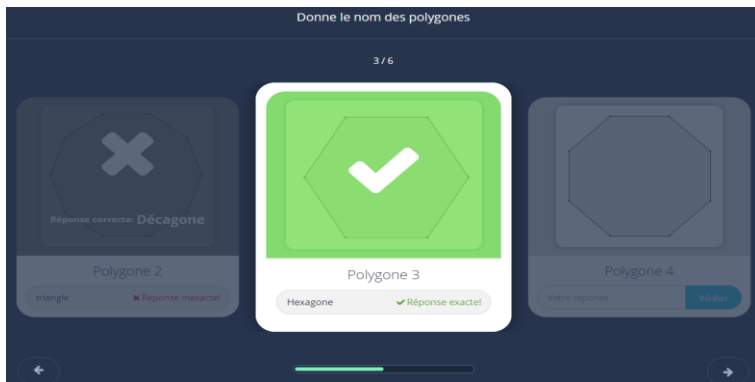 Donne le nom des polygones
3 / 6
Réponse correcte: Décagone
Polygone 2
triangle ✖ Réponse inexacte!
Polygone 3
Hexagone ✔ Réponse exacte!
Polygone 4
Votre réponse Vérifier